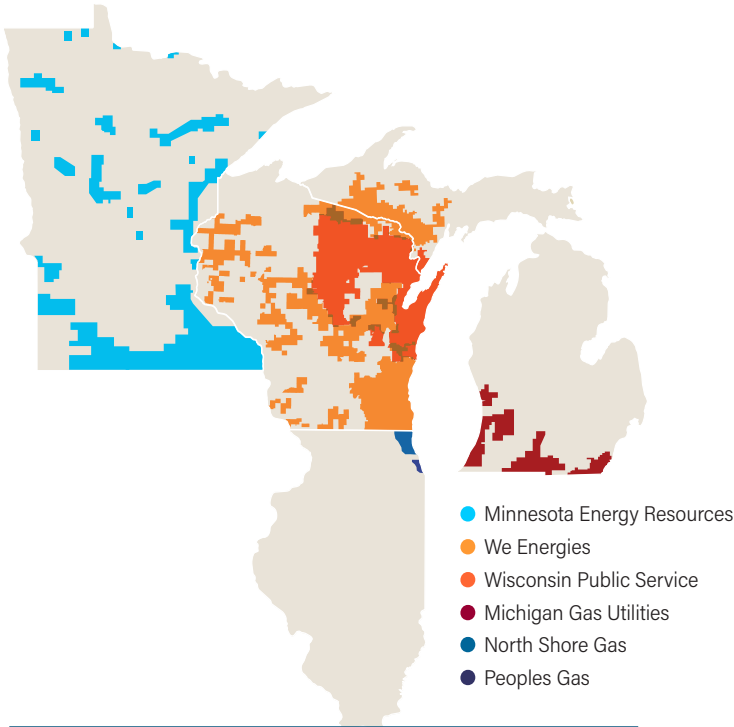 Minnesota Energy Resources
We Energies
Wisconsin Public Service
Michigan Gas Utilities
North Shore Gas
Peoples Gas